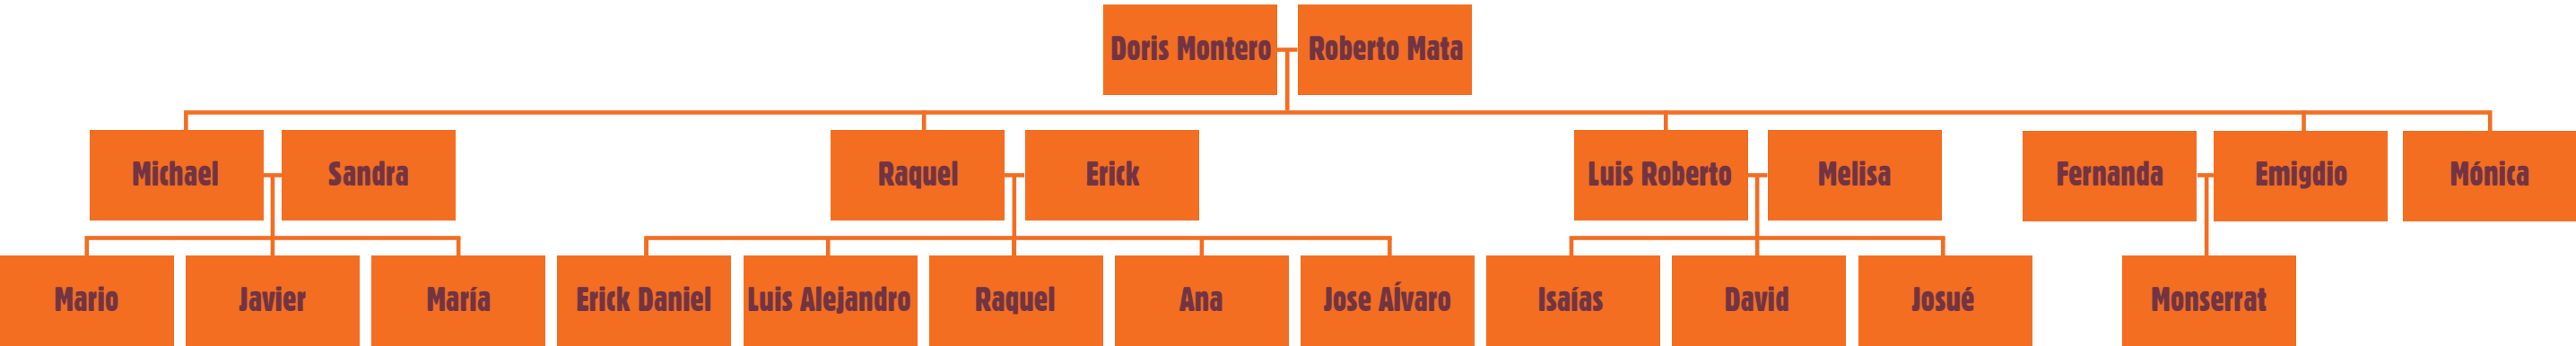 Doris Montero
Roberto Mata
Michael
Sandra
Raquel
Erick
Luis Roberto
Melisa
Fernanda
Emigdio
Mónica
Mario
Javier
María
Erick Daniel
Luis Alejandro
Raquel
Ana
Jose AÍvaro
Isaías
David
Josué
Monserrat